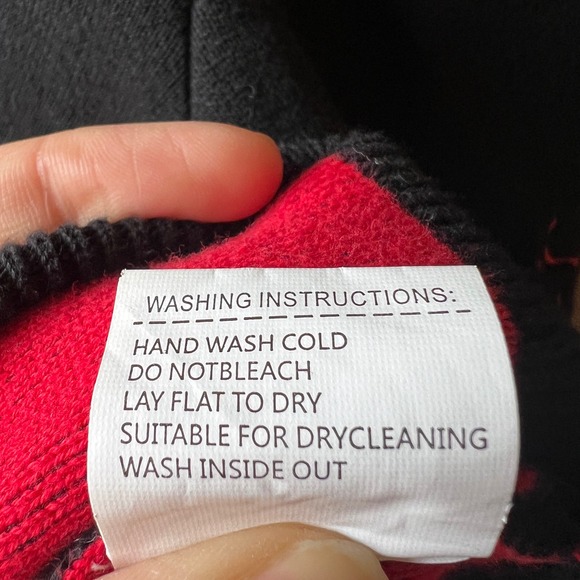 WASHING INSTRUCTIONS:
HAND WASH COLD
DO NOTBLEACH
LAY FLAT TO DRY
SUITABLE FOR DRYCLEANING
WASH INSIDE OUT